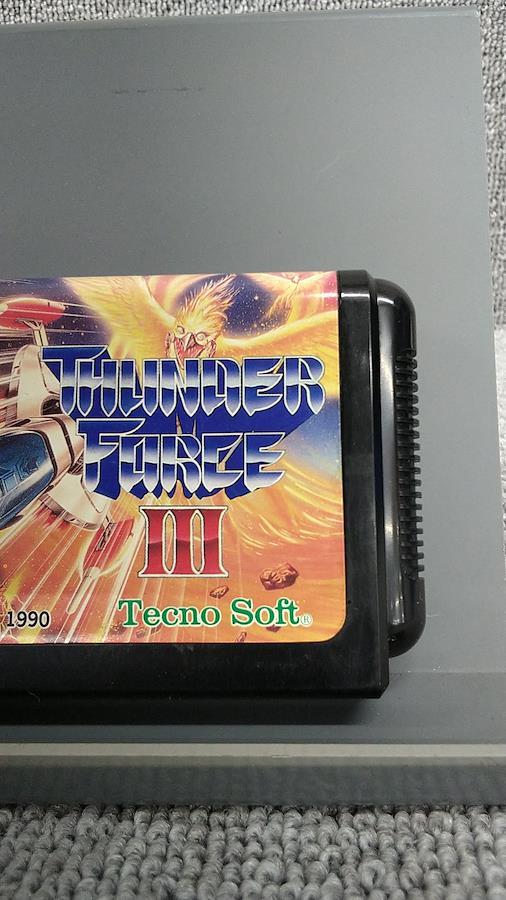 THUNDER
FORCE
III
1990
Tecno Soft®